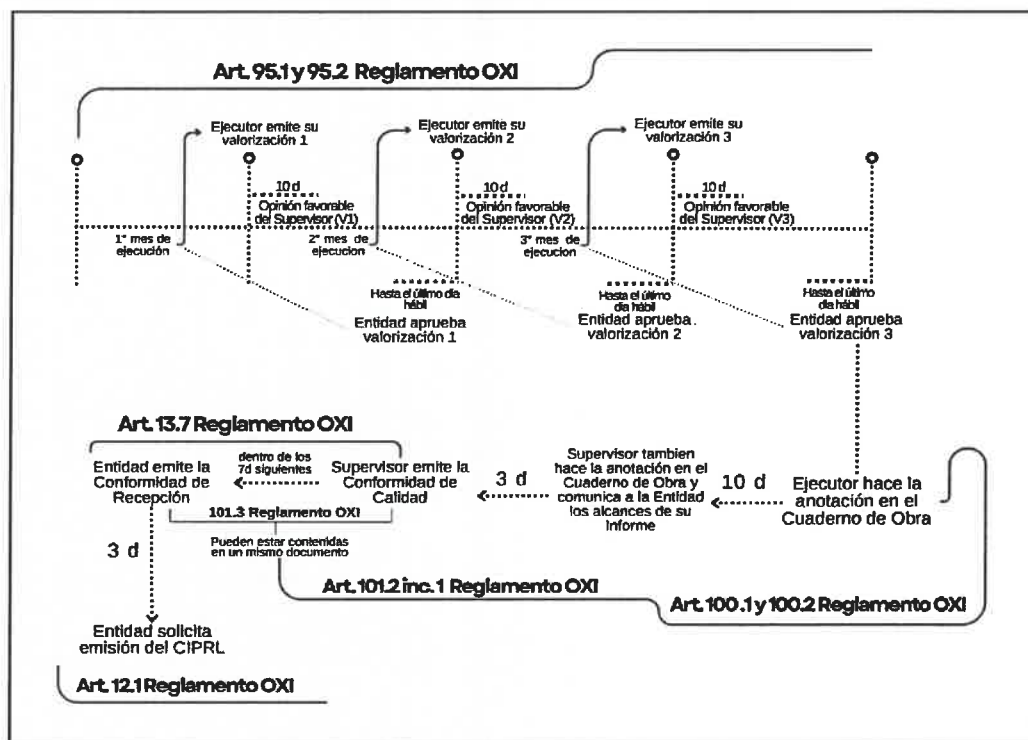 Art. 95.1 y 95.2 Reglamento OXI
Ejecutor emite su
valorización 1
Ejecutor emite su
valorización 2
Ejecutor emite su
valorización 3
10 d
Opinión favorable
del Supervisor (V1)
10 d
Opinión favorable
del Supervisor (V2)
10 d
Opinión favorable
del Supervisor (V3)
1° mes de
ejecución
2° mes de
ejecucion
3° mes de
ejecucion
Hasta el último dia
hábil
Entidad aprueba
valorización 1
Hasta el último
dia hábil
Entidad aprueba.
valorización 2
Hasta el último
dia hábil
Entidad aprueba
valorización 3
Art. 13.7 Reglamento OXI
Entidad emite la
Conformidad de
Recepción
dentro de los
7d siguientes
Supervisor emite la
Conformidad de
Calidad
3 d
Supervisor tambien
hace la anotación en el
Cuaderno de Obra y
comunica a la Entidad
los alcances de su
Informe
10 d
Ejecutor hace la
anotación en el
Cuaderno de Obra
101.3 Reglamento OXI
Pueden estar contenidas
en un mismo documento
3 d
Art. 101.2 inc. 1 Reglamento OXI
Art. 100.1 y 100.2 Reglamento OXI
Entidad solicita
emisión del CIPRL
Art. 12.1 Reglamento OXI